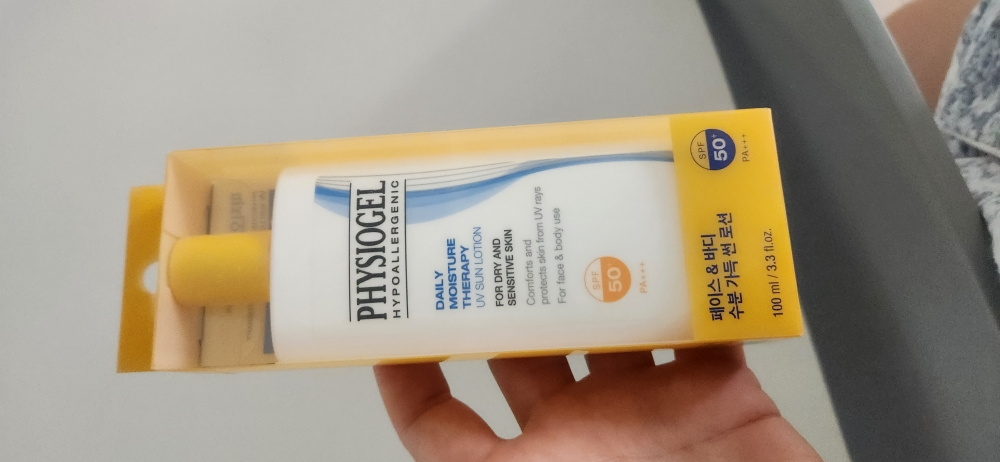 PHYSIOGEL
HYPOALLERGENIC
DAILY
MOISTURE
THERAPY
UV SUN LOTION
FOR DRY AND
SENSITIVE SKIN
Comforts and
protects skin from UV rays
For face & body use
SPF
50+
PA+++
SPF
50+
PA+++
페이스 & 바디
수분 가득 썬 로션
100 ml / 3.3 fl.oz.